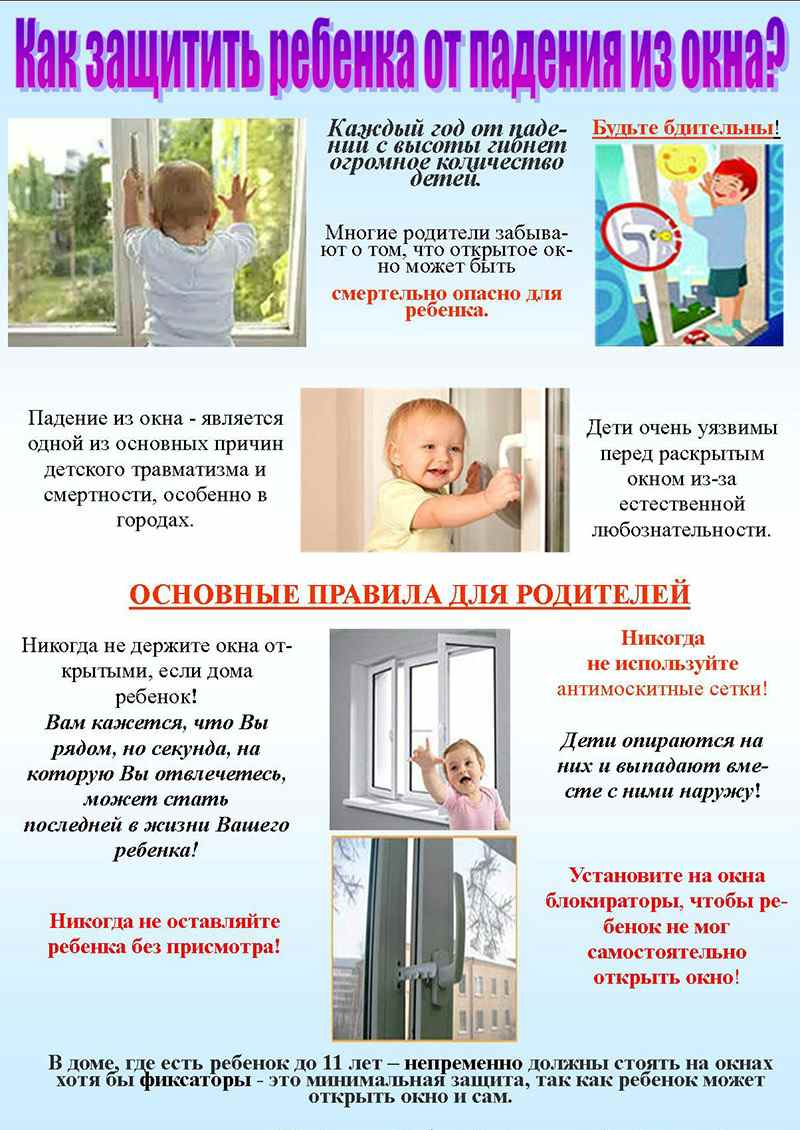 Как защитить ребенка от падения из окна?
Каждый год от паде-
ний с высоты гибнет
огромное количество
детей.
Будьте бдительны!
Многие родители забыва-
ют о том, что открытое ок-
но может быть
смертельно опасно для
ребенка.
Падение из окна - является
одной из основных причин
детского травматизма и
смертности, особенно в
городах.
Дети очень уязвимы
перед раскрытым
окном из-за
естественной
любознательности.
ОСНОВНЫЕ ПРАВИЛА ДЛЯ РОДИТЕЛЕЙ
Никогда не держите окна от-
крытыми, если дома
ребенок!
Вам кажется, что Вы
рядом, но секунда, на
которую Вы отвлечетесь,
может стать
последней в жизни Вашего
ребенка!
Никогда
не используйте
антимоскитные сетки!
Дети опираются на
них и выпадают вме-
сте с ними наружу!
Никогда не оставляйте
ребенка без присмотра!
Установите на окна
блокираторы, чтобы ре-
бенок не мог
самостоятельно
открыть окно!
В доме, где есть ребенок до 11 лет – непременно должны стоять на окнах
хотя бы фиксаторы - это минимальная защита, так как ребенок может
открыть окно и сам.